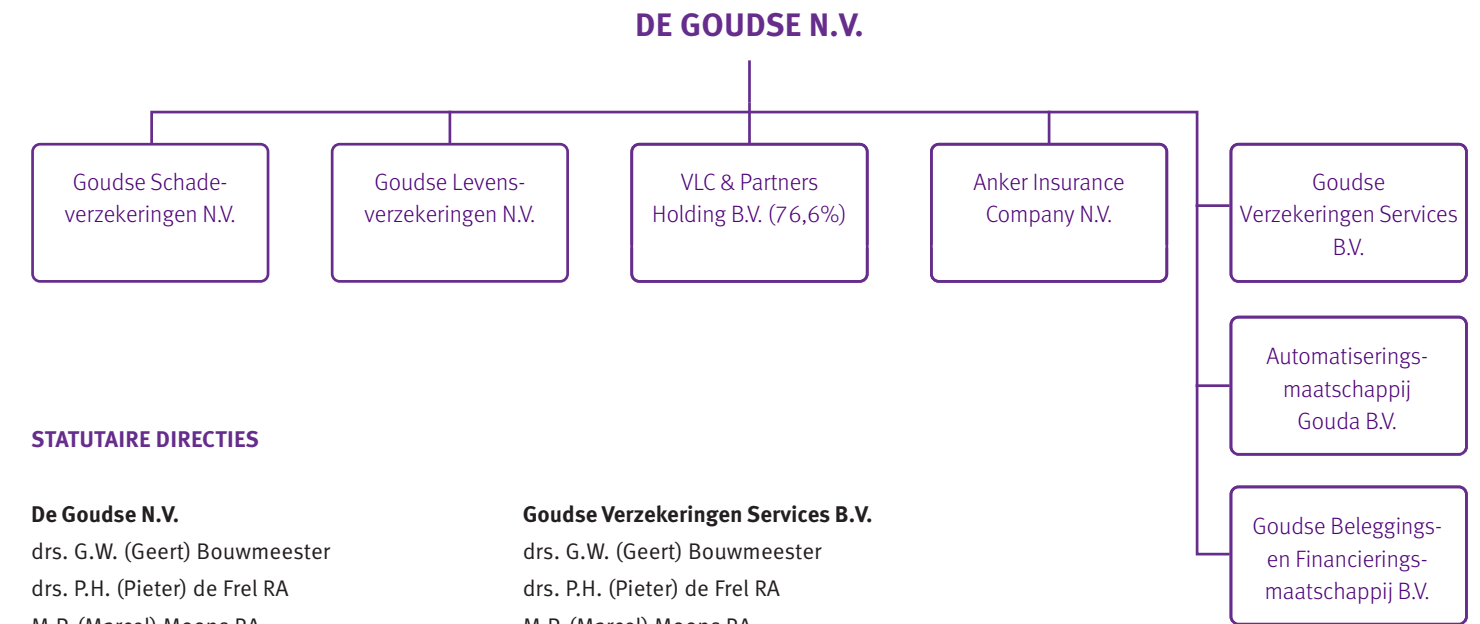 DE GOUDSE N.V.
Goudse Schade-
verzekeringen N.V.
Goudse Levens-
verzekeringen N.V.
VLC & Partners
Holding B.V. (76,6%)
Anker Insurance
Company N.V.
Goudse
Verzekeringen Services
B.V.
Automatiserings-
maatschappij
Gouda B.V.
Goudse Beleggings-
en Financierings-
maatschappij B.V.
STATUTAIRE DIRECTIES
De Goudse N.V.
drs. G.W. (Geert) Bouwmeester
drs. P.H. (Pieter) de Frel RA
Goudse Verzekeringen Services B.V.
drs. G.W. (Geert) Bouwmeester
drs. P.H. (Pieter) de Frel RA